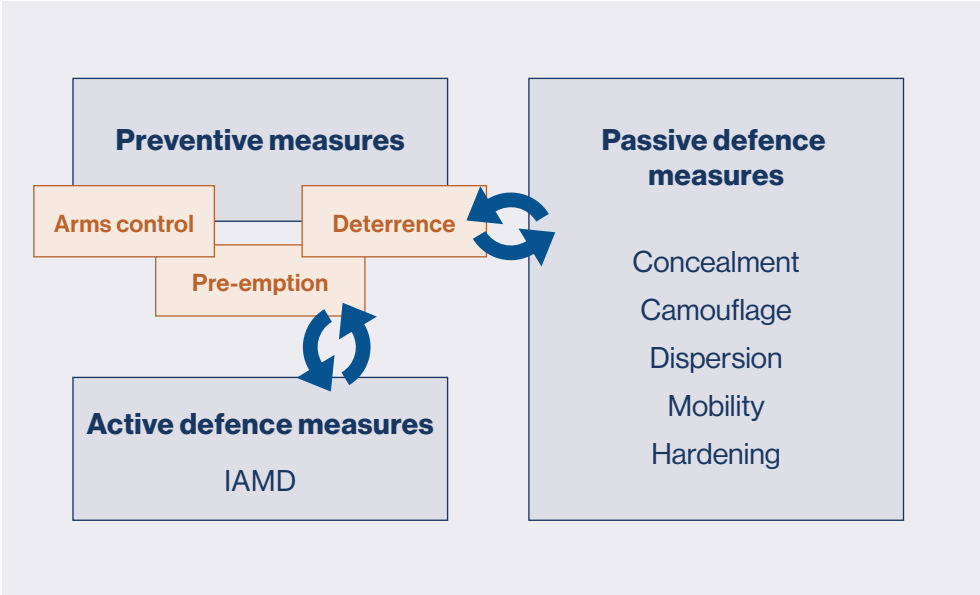 Preventive measures
Arms control
Deterrence
Pre-emption
Active defence measures
IAMD
Passive defence
measures
Concealment
Camouflage
Dispersion
Mobility
Hardening